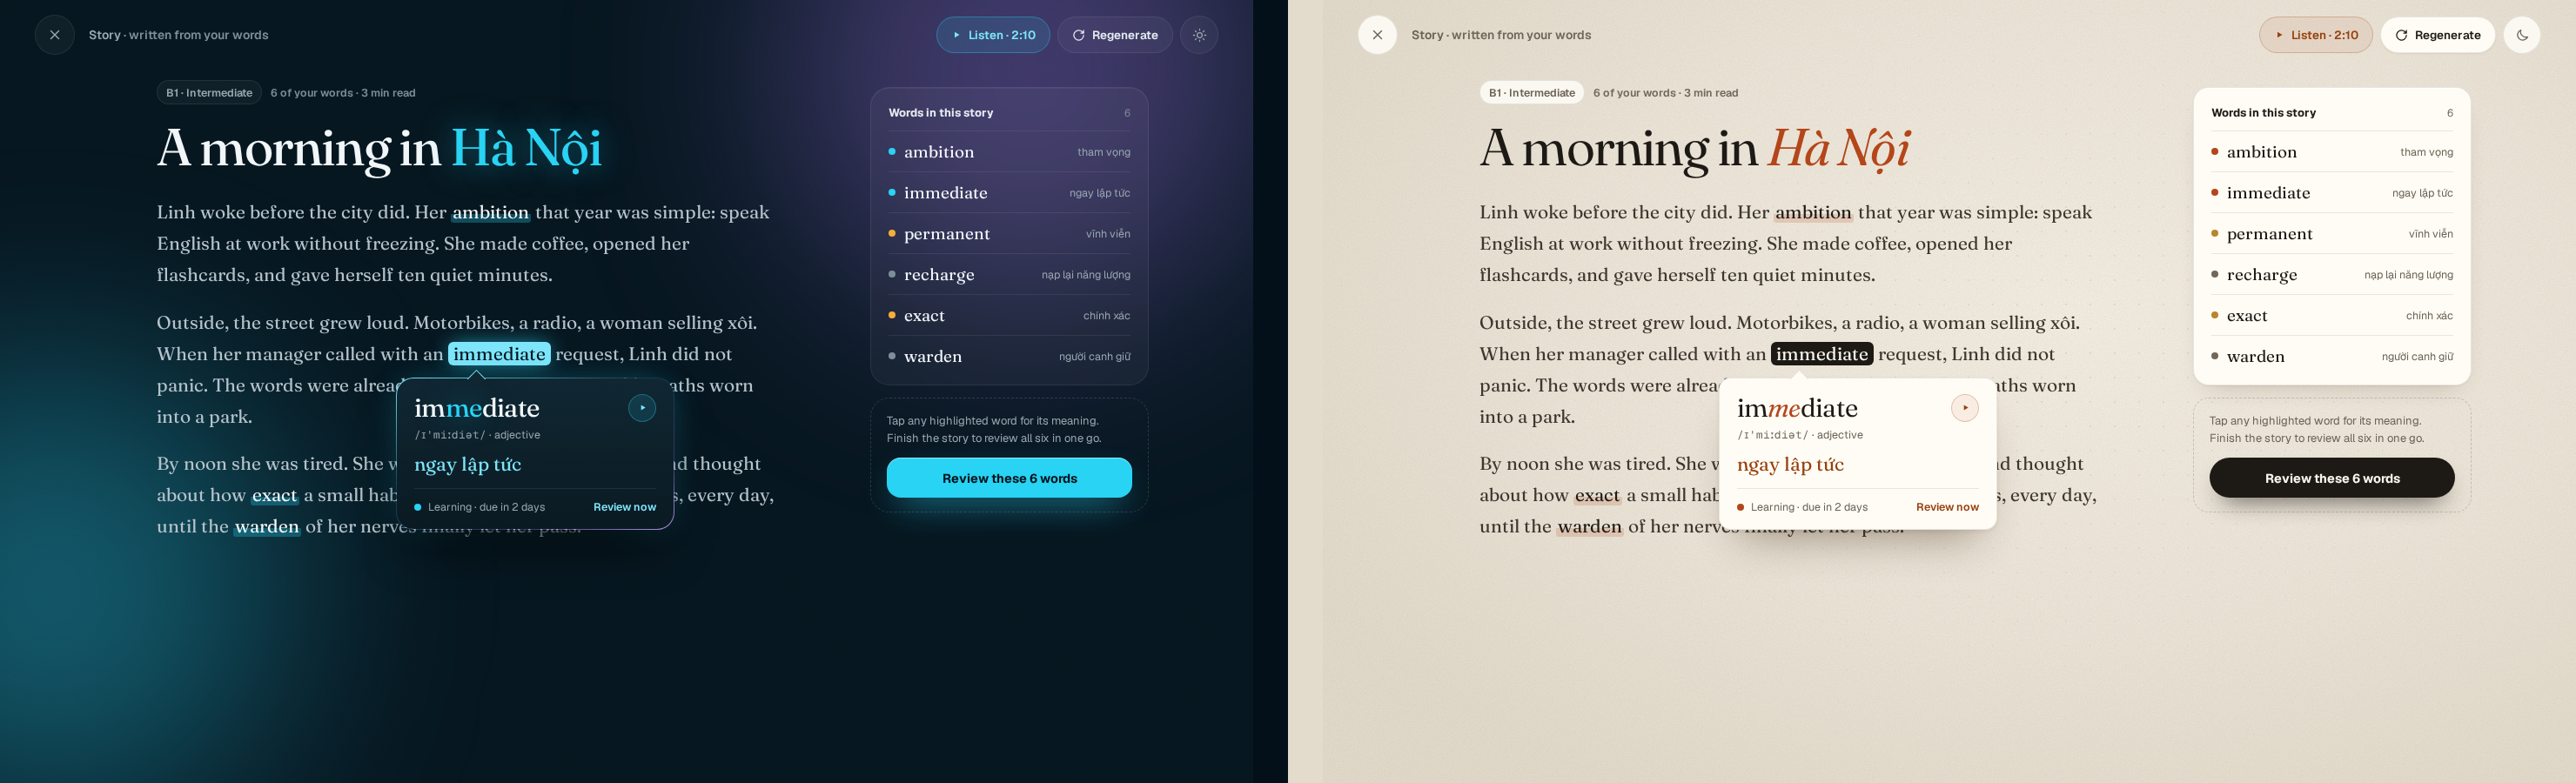 Story · written from your words
Listen · 2:10
Regenerate
B1 · Intermediate
6 of your words · 3 min read
A morning in Hà Nội
Linh woke before the city did. Her ambition that year was simple: speak
English at work without freezing. She made coffee, opened her
flashcards, and gave herself ten quiet minutes.
Outside, the street grew loud. Motorbikes, a radio, a woman selling xôi.
When her manager called with an immediate request, Linh did not
panic. The words were alread aths worn
into a park.
By noon she was tired. She w d thought
about how exact a small hab s, every day,
until the warden of her nerves finally let her pass.
immediate
/ɪˈmiːdiət/ · adjective
ngay lập tức
Learning · due in 2 days
Review now
Words in this story
6
ambition
tham vọng
immediate
ngay lập tức
permanent
vĩnh viễn
recharge
nạp lại năng lượng
exact
chính xác
warden
người canh giữ
Tap any highlighted word for its meaning.
Finish the story to review all six in one go.
Review these 6 words
Story · written from your words
Listen · 2:10
Regenerate
B1 · Intermediate
6 of your words · 3 min read
A morning in Hà Nội
Linh woke before the city did. Her ambition that year was simple: speak
English at work without freezing. She made coffee, opened her
flashcards, and gave herself ten quiet minutes.
Outside, the street grew loud. Motorbikes, a radio, a woman selling xôi.
When her manager called with an immediate request, Linh did not
panic. The words were alrea aths worn
into a park.
By noon she was tired. She w d thought
about how exact a small hab s, every day,
until the warden of her nerves finally let her pass.
immediate
/ɪˈmiːdiət/ · adjective
ngay lập tức
Learning · due in 2 days
Review now
Words in this story
6
ambition
tham vọng
immediate
ngay lập tức
permanent
vĩnh viễn
recharge
nạp lại năng lượng
exact
chính xác
warden
người canh giữ
Tap any highlighted word for its meaning.
Finish the story to review all six in one go.
Review these 6 words